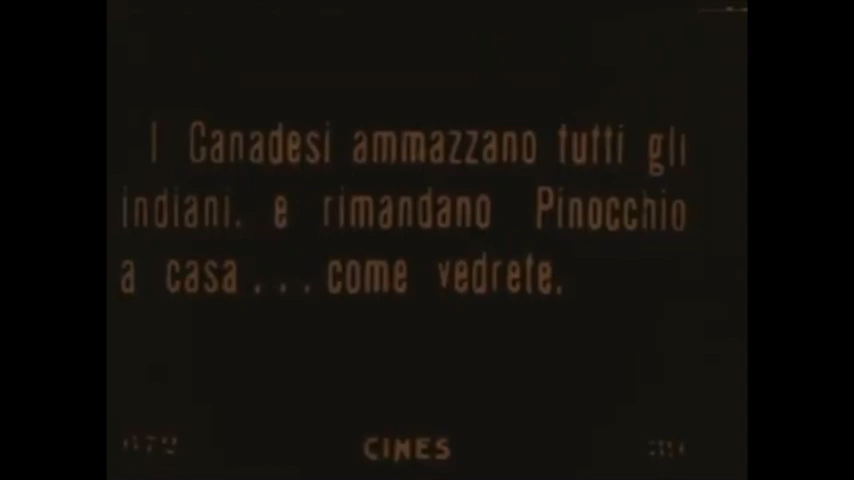 I Canadesi ammazzano tutti gli
indiani. e rimandano Pinocchio
a casa... come vedrete.
CINES